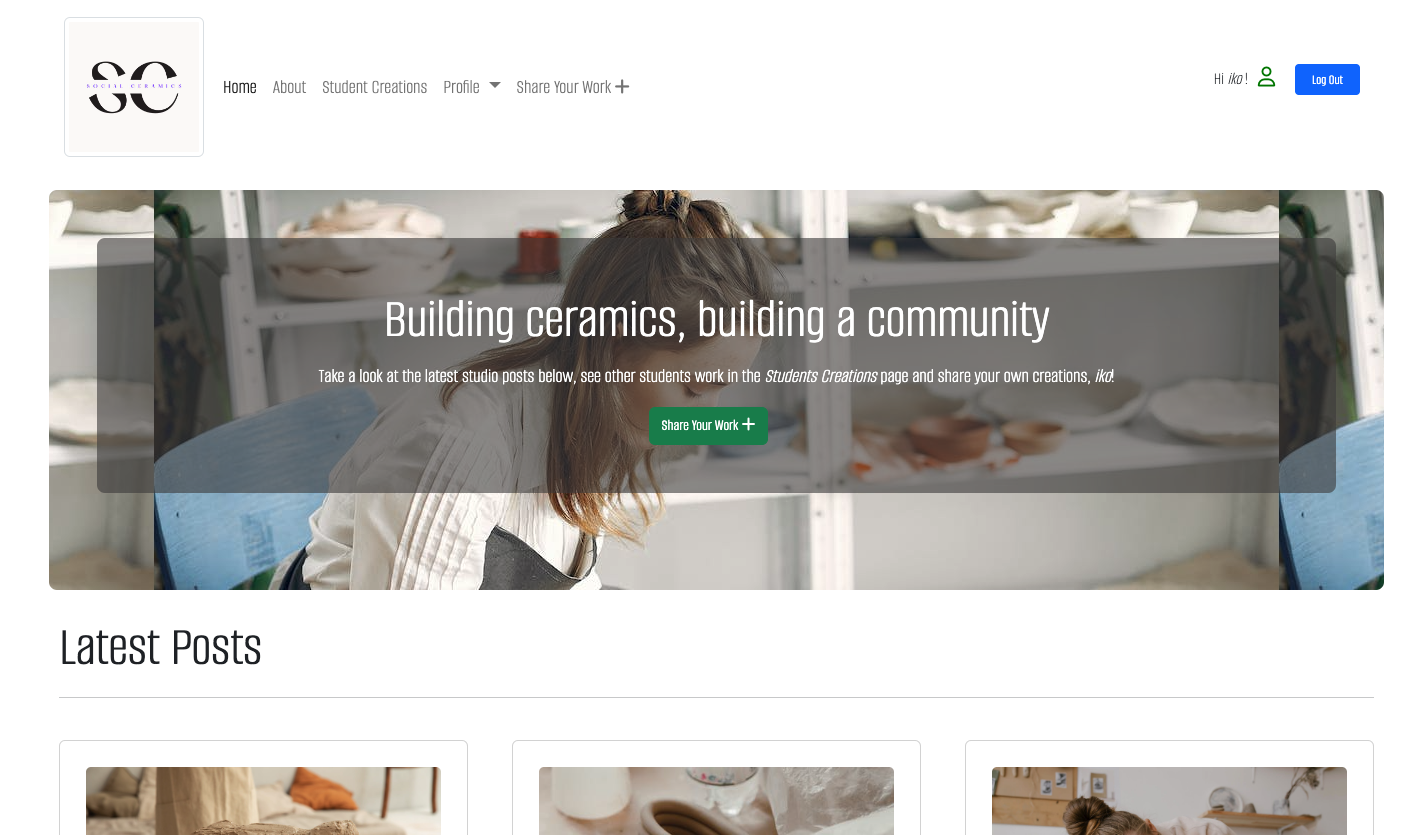 SC
SOCIAL CERAMICS
Home About Student Creations Profile Share Your Work +
Hi iko ! Log Out
Building ceramics, building a community
Take a look at the latest studio posts below, see other students work in the Students Creations page and share your own creations, iko!
Share Your Work +
Latest Posts